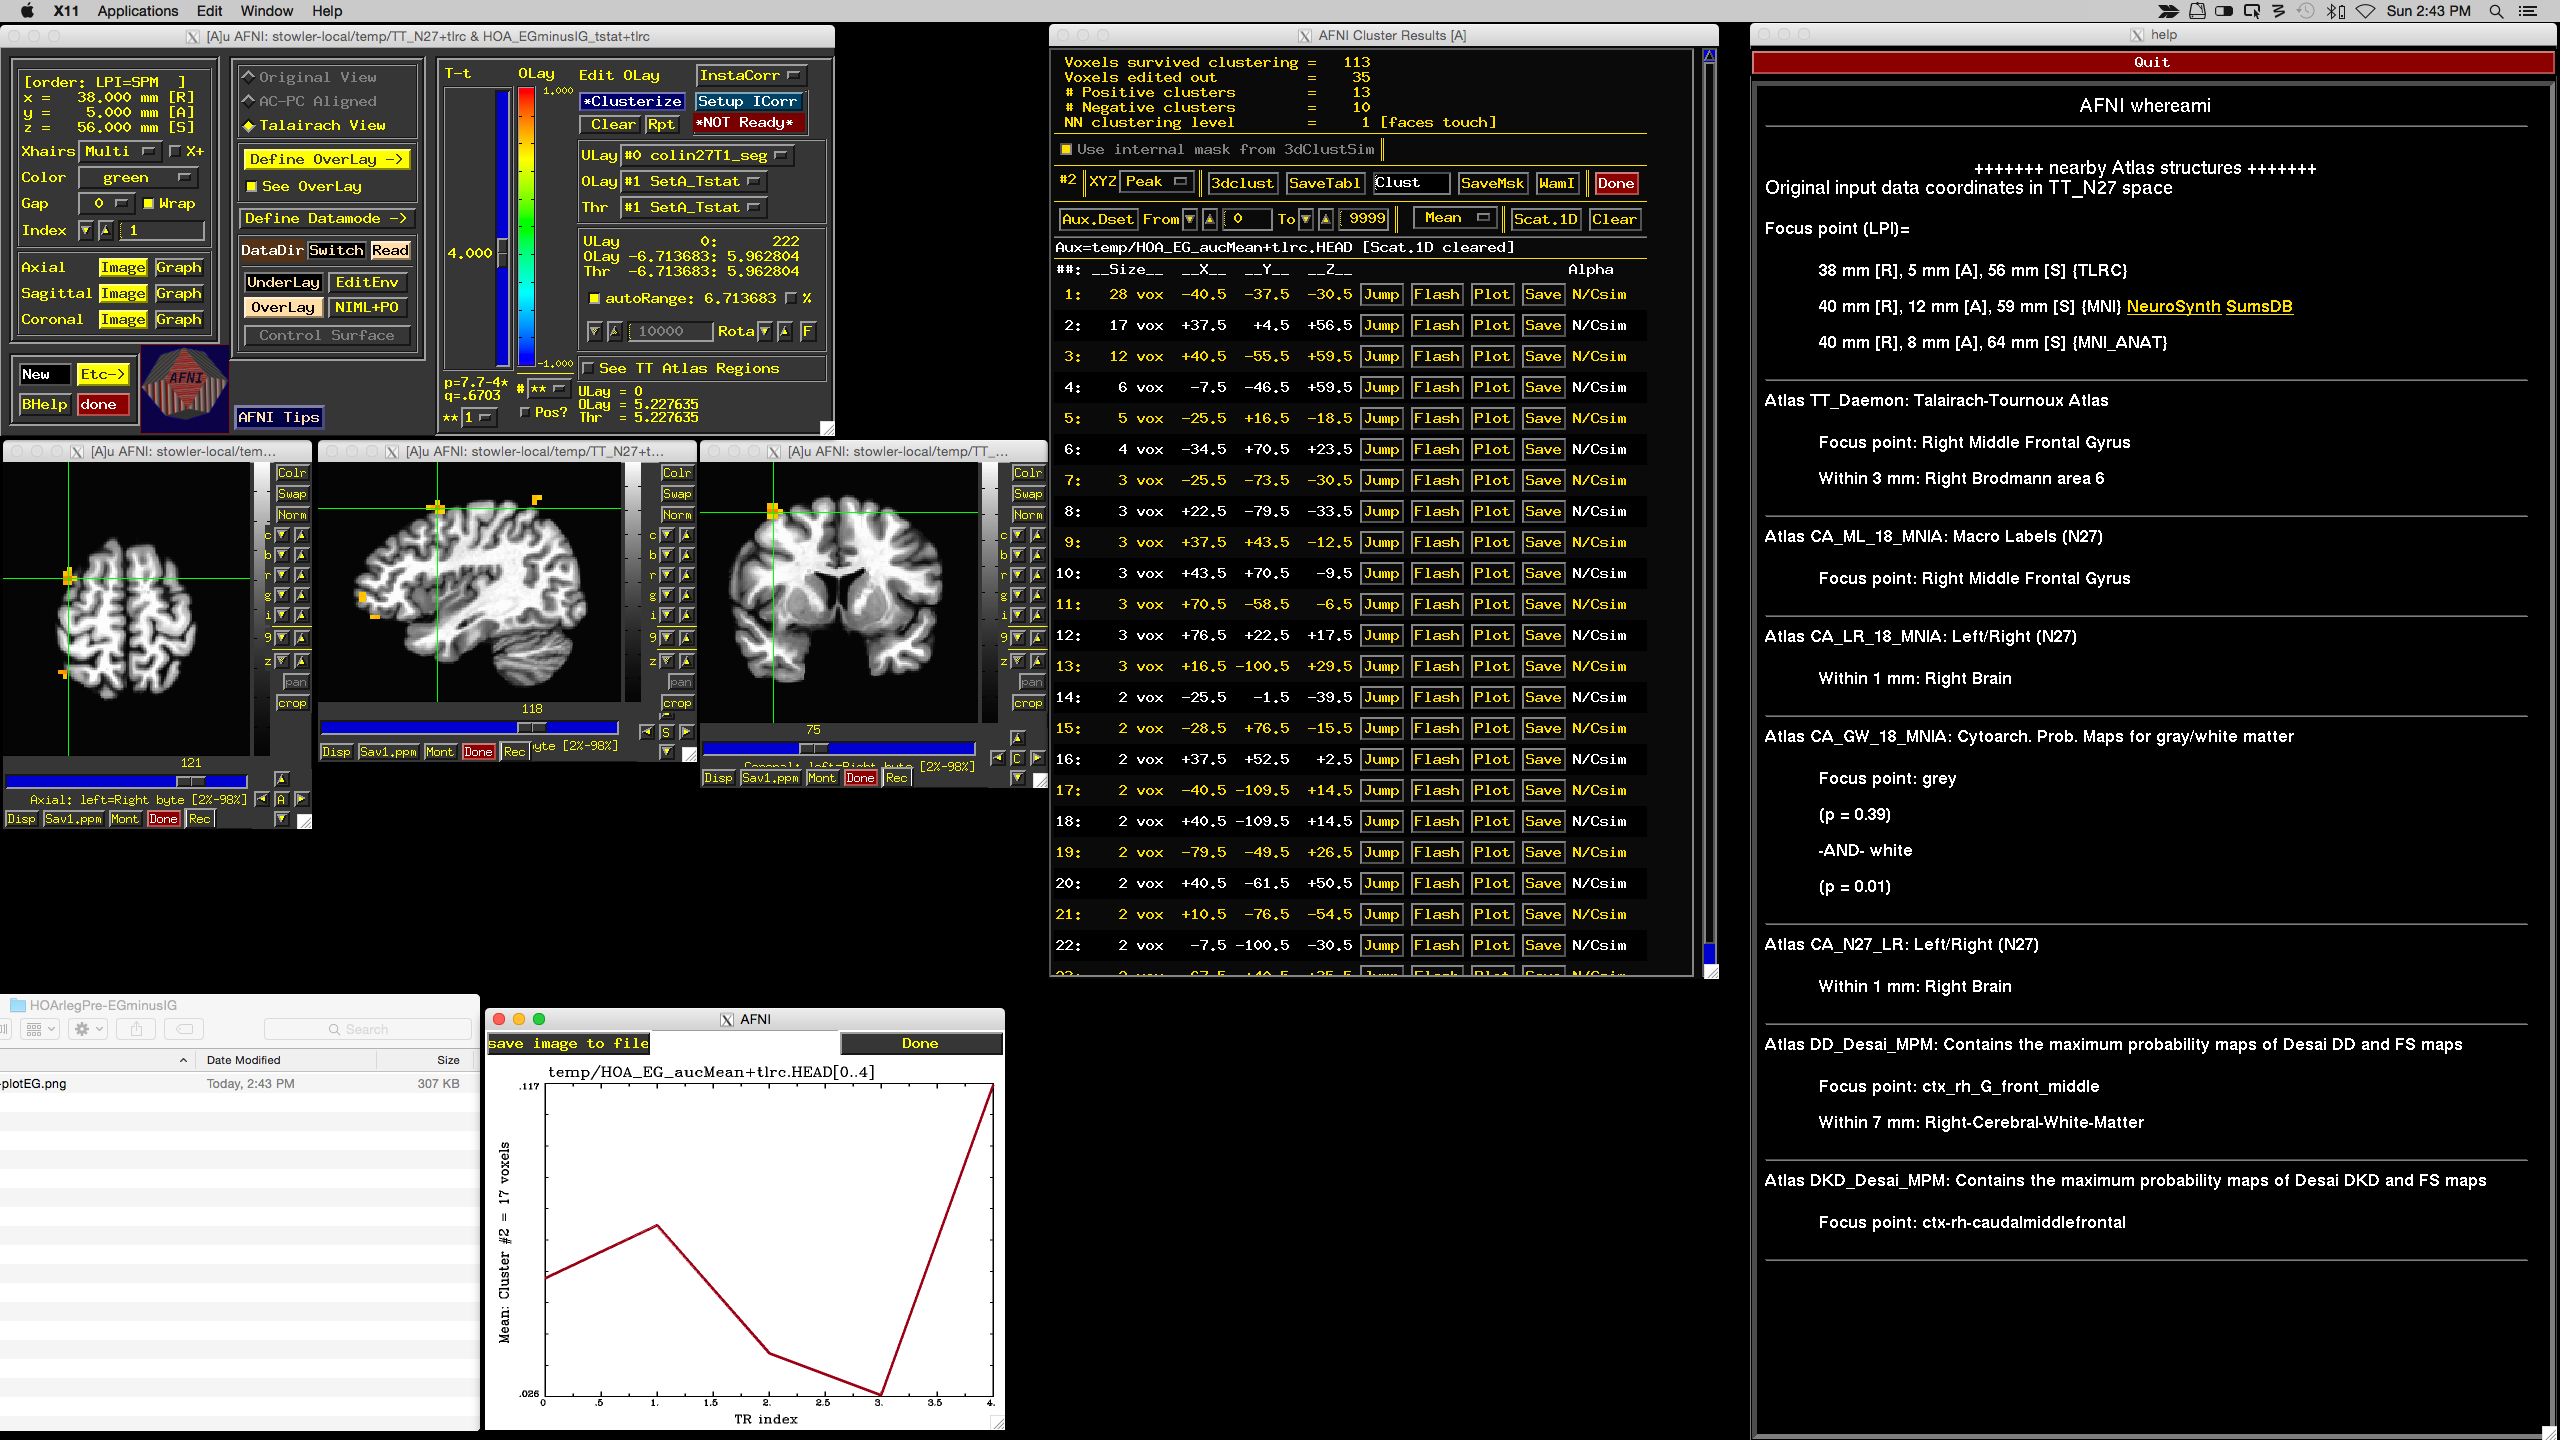 X11 Applications Edit Window Help
Sun 2:43 PM
[A]u AFNI: stowler-local/temp/TT_N27+tlrc & HOA_EGminusIG_tstat+tlrc
[order: LPI=SPM ]
x = 38.000 mm [R]
y = 5.000 mm [A]
z = 56.000 mm [S]
Xhairs Multi X+
Color green
Gap 0 Wrap
Index 1
Axial Image Graph
Sagittal Image Graph
Coronal Image Graph
New Etc->
BHelp done
AFNI
AFNI Tips
Original View
AC-PC Aligned
Talairach View
Define OverLay ->
See OverLay
Define Datamode ->
DataDir Switch Read
UnderLay EditEnv
OverLay NIML+PO
Control Surface
T-t OLay
4.000
1.000
-1.000
p=7.7-4*
q=.6703
** 1
# **
Pos?
Edit OLay InstaCorr
*Clusterize Setup ICorr
Clear Rpt *NOT Ready*
ULay #0 colin27T1_seg
OLay #1 SetA_Tstat
Thr #1 SetA_Tstat
ULay 0: 222
OLay -6.713683: 5.962804
Thr -6.713683: 5.962804
autoRange: 6.713683 %
10000 Rota F
See TT Atlas Regions
ULay = 0
OLay = 5.227635
Thr = 5.227635
[A]u AFNI: stowler-local/tem...
Colr
Swap
Norm
c
b
r
g
i
9
z
pan
crop
121
Axial: left=Right byte [2%-98%]
A
Disp Sav1.ppm Mont Done Rec
[A]u AFNI: stowler-local/temp/TT_N27+t...
Colr
Swap
Norm
c
b
r
g
i
9
z
pan
crop
118
S
Disp Sav1.ppm Mont Done Rec yte [2%-98%]
[A]u AFNI: stowler-local/temp/TT_...
Colr
Swap
Norm
c
b
r
g
i
9
z
pan
crop
75
Coronal: left=Right byte [2%-98%]
C
Disp Sav1.ppm Mont Done Rec
AFNI Cluster Results [A]
Voxels survived clustering = 113
Voxels edited out = 35
# Positive clusters = 13
# Negative clusters = 10
NN clustering level = 1 [faces touch]
Use internal mask from 3dClustSim
#2 XYZ Peak 3dclust SaveTabl Clust SaveMsk WamI Done
Aux.Dset From 0 To 9999 Mean Scat.1D Clear
Aux=temp/HOA_EG_aucMean+tlrc.HEAD [Scat.1D cleared]
##: __Size__ __X__ __Y__ __Z__ Alpha
1: 28 vox -40.5 -37.5 -30.5 Jump Flash Plot Save N/Csim
2: 17 vox +37.5 +4.5 +56.5 Jump Flash Plot Save N/Csim
3: 12 vox +40.5 -55.5 +59.5 Jump Flash Plot Save N/Csim
4: 6 vox -7.5 -46.5 +59.5 Jump Flash Plot Save N/Csim
5: 5 vox -25.5 +16.5 -18.5 Jump Flash Plot Save N/Csim
6: 4 vox -34.5 +70.5 +23.5 Jump Flash Plot Save N/Csim
7: 3 vox -25.5 -73.5 -30.5 Jump Flash Plot Save N/Csim
8: 3 vox +22.5 -79.5 -33.5 Jump Flash Plot Save N/Csim
9: 3 vox +37.5 +43.5 -12.5 Jump Flash Plot Save N/Csim
10: 3 vox +43.5 +70.5 -9.5 Jump Flash Plot Save N/Csim
11: 3 vox +70.5 -58.5 -6.5 Jump Flash Plot Save N/Csim
12: 3 vox +76.5 +22.5 +17.5 Jump Flash Plot Save N/Csim
13: 3 vox +16.5 -100.5 +29.5 Jump Flash Plot Save N/Csim
14: 2 vox -25.5 -1.5 -39.5 Jump Flash Plot Save N/Csim
15: 2 vox -28.5 +76.5 -15.5 Jump Flash Plot Save N/Csim
16: 2 vox +37.5 +52.5 +2.5 Jump Flash Plot Save N/Csim
17: 2 vox -40.5 -109.5 +14.5 Jump Flash Plot Save N/Csim
18: 2 vox +40.5 -109.5 +14.5 Jump Flash Plot Save N/Csim
19: 2 vox -79.5 -49.5 +26.5 Jump Flash Plot Save N/Csim
20: 2 vox +40.5 -61.5 +50.5 Jump Flash Plot Save N/Csim
21: 2 vox +10.5 -76.5 -54.5 Jump Flash Plot Save N/Csim
22: 2 vox -7.5 -100.5 -30.5 Jump Flash Plot Save N/Csim
help
Quit
AFNI whereami
+++++++ nearby Atlas structures +++++++
Original input data coordinates in TT_N27 space
Focus point (LPI)=
38 mm [R], 5 mm [A], 56 mm [S] {TLRC}
40 mm [R], 12 mm [A], 59 mm [S] {MNI} NeuroSynth SumsDB
40 mm [R], 8 mm [A], 64 mm [S] {MNI_ANAT}
Atlas TT_Daemon: Talairach-Tournoux Atlas
Focus point: Right Middle Frontal Gyrus
Within 3 mm: Right Brodmann area 6
Atlas CA_ML_18_MNIA: Macro Labels (N27)
Focus point: Right Middle Frontal Gyrus
Atlas CA_LR_18_MNIA: Left/Right (N27)
Within 1 mm: Right Brain
Atlas CA_GW_18_MNIA: Cytoarch. Prob. Maps for gray/white matter
Focus point: grey
(p = 0.39)
-AND- white
(p = 0.01)
Atlas CA_N27_LR: Left/Right (N27)
Within 1 mm: Right Brain
Atlas DD_Desai_MPM: Contains the maximum probability maps of Desai DD and FS maps
Focus point: ctx_rh_G_front_middle
Within 7 mm: Right-Cerebral-White-Matter
Atlas DKD_Desai_MPM: Contains the maximum probability maps of Desai DKD and FS maps
Focus point: ctx-rh-caudalmiddlefrontal
HOArlegPre-EGminusIG
Search
Date Modified Size
-plotEG.png Today, 2:43 PM 307 KB
AFNI
save image to file Done
temp/HOA_EG_aucMean+tlrc.HEAD[0..4]
.117
Mean: Cluster #2 = 17 voxels
.026
0 .5 1. 1.5 2. 2.5 3. 3.5 4.
TR index